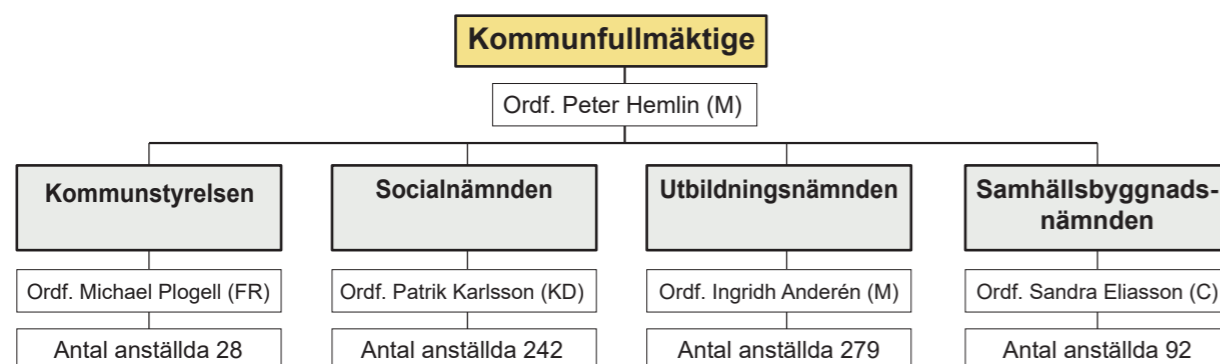 Kommunfullmäktige
Ordf. Peter Hemlin (M)
Kommunstyrelsen
Socialnämnden
Utbildningsnämnden
Samhällsbyggnads-
nämnden
Ordf. Michael Plogell (FR)
Ordf. Patrik Karlsson (KD)
Ordf. Ingridh Anderén (M)
Ordf. Sandra Eliasson (C)
Antal anställda 28
Antal anställda 242
Antal anställda 279
Antal anställda 92